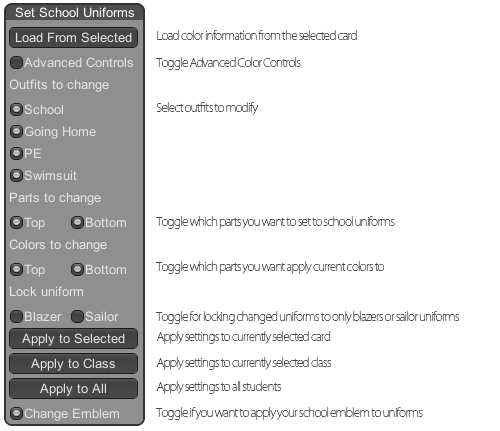 Set School Uniforms
Load From Selected Load color information from the selected card
Advanced Controls Toggle Advanced Color Controls
Outfits to change
School Select outfits to modify
Going Home
PE
Swimsuit
Parts to change
Top Bottom Toggle which parts you want to set to school uniforms
Colors to change
Top Bottom Toggle which parts you want apply current colors to
Lock uniform
Blazer Sailor Toggle for locking changed uniforms to only blazers or sailor uniforms
Apply to Selected Apply settings to currently selected card
Apply to Class Apply settings to currently selected class
Apply to All Apply settings to all students
Change Emblem Toggle if you want to apply your school emblem to uniforms